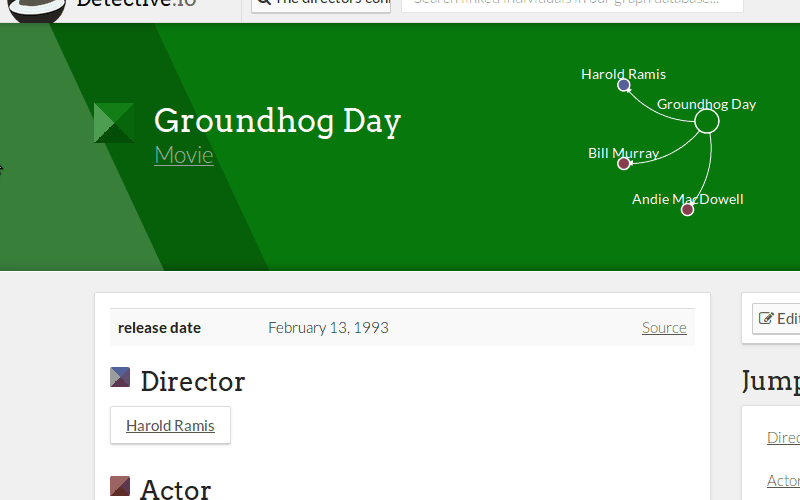 Detective.io
The directors
Search linked individuals in our graph database...
Harold Ramis
Groundhog Day
Groundhog Day
Bill Murray
Movie
Andie MacDowell
release date February 13, 1993 Source
Edit
Jump
Director
Harold Ramis
Direc
Actor
Actor